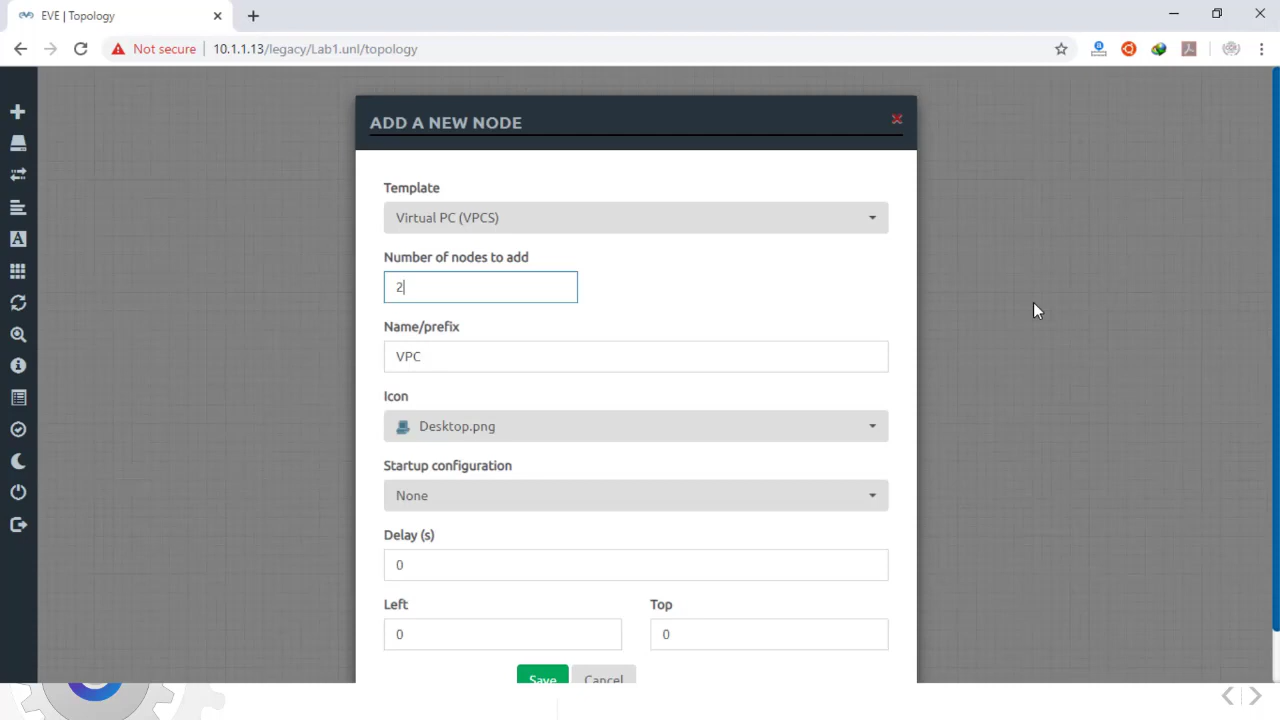 EVE | Topology
Not secure
10.1.1.13/legacy/Lab1.unl/topology
ADD A NEW NODE
Template
Virtual PC (VPCS)
Number of nodes to add
2
Name/prefix
VPC
Icon
Desktop.png
Startup configuration
None
Delay (s)
0
Left
Top
0
0
Save
Cancel